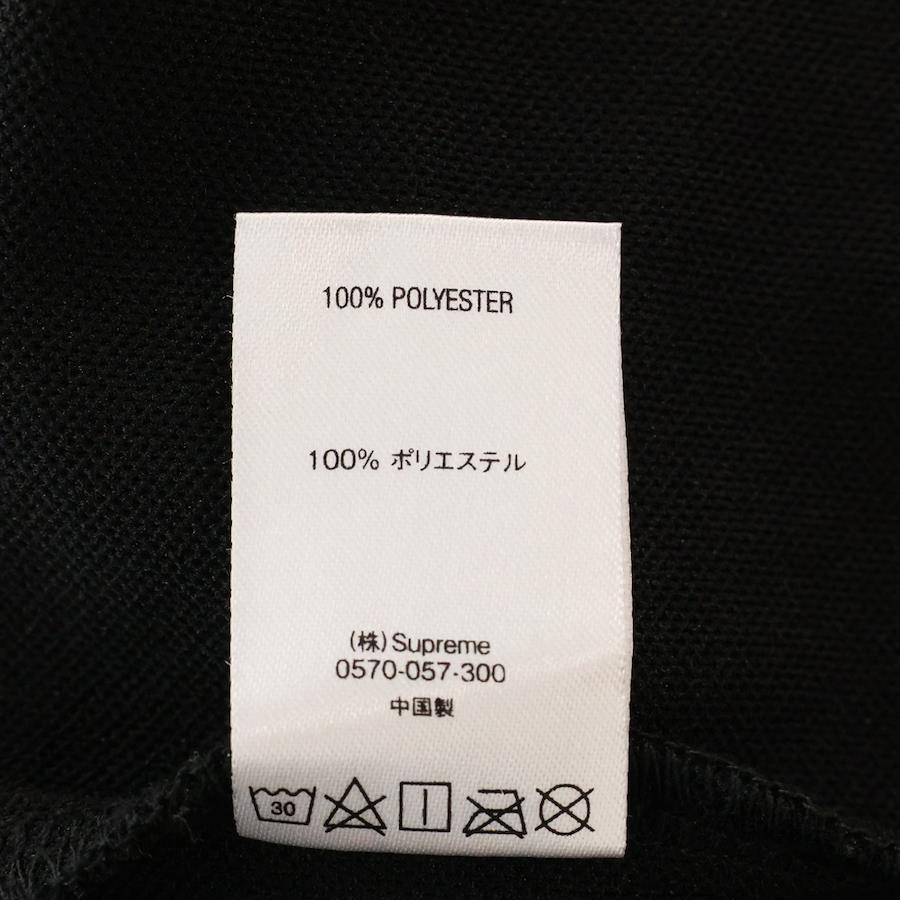 100% POLYESTER
100% ポリエステル
(株)Supreme
0570-057-300
中国製
30